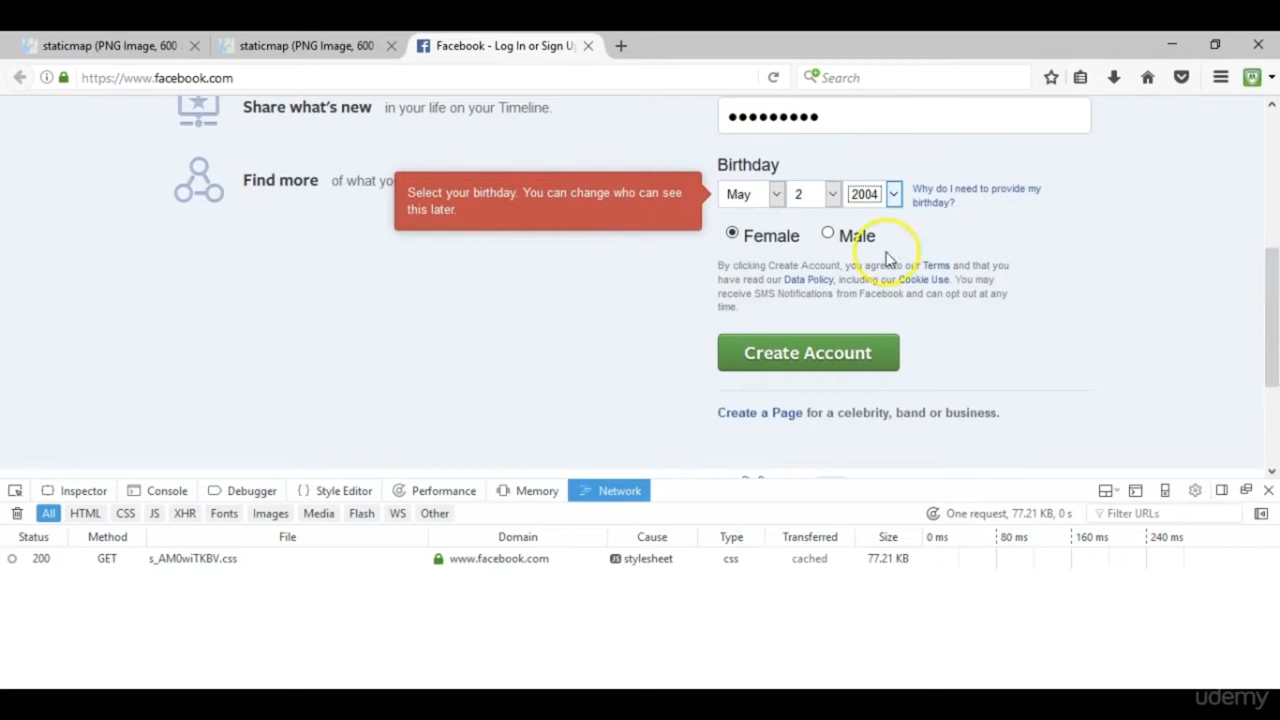 staticmap (PNG Image, 600
staticmap (PNG Image, 600
Facebook - Log In or Sign U
https://www.facebook.com
Search
Share what's new in your life on your Timeline.
●●●●●●●●●
Find more of what yo
Birthday
Select your birthday. You can change who can see
this later.
May 2 2004
Why do I need to provide my
birthday?
Female Male
By clicking Create Account, you agree to our Terms and that you
have read our Data Policy, including our Cookie Use. You may
receive SMS Notifications from Facebook and can opt out at any
time.
Create Account
Create a Page for a celebrity, band or business.
Inspector Console Debugger Style Editor Performance Memory Network
All HTML CSS JS XHR Fonts Images Media Flash WS Other One request, 77.21 KB, 0 s Filter URLs
Status Method File Domain Cause Type Transferred Size 0 ms 80 ms 160 ms 240 ms
200 GET s_AM0wiTKBV.css www.facebook.com JS stylesheet css cached 77.21 KB
udemy